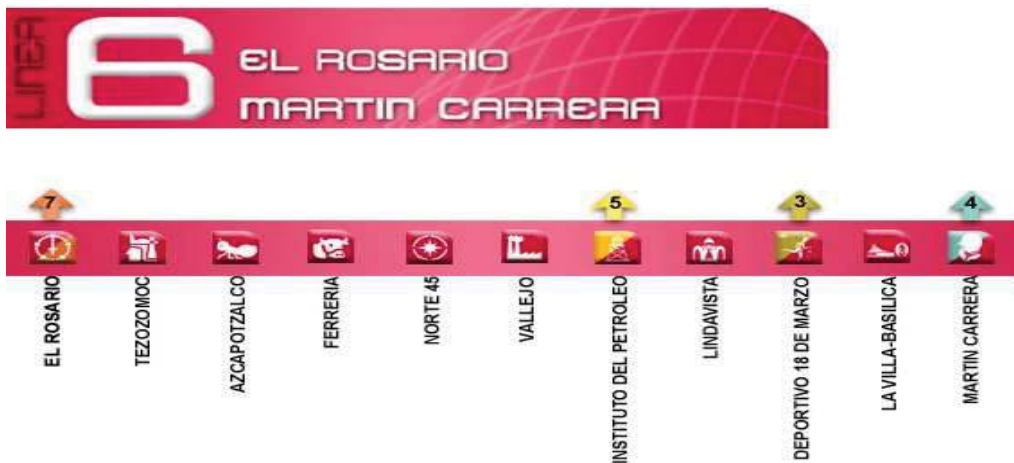 LINEA
6
EL ROSARIO
MARTIN CARRERA
7
5
3
4
EL ROSARIO
TEZOZOMOC
AZCAPOTZALCO
FERRERIA
NORTE 45
VALLEJO
INSTITUTO DEL PETROLEO
LINDAVISTA
DEPORTIVO 18 DE MARZO
LA VILLA-BASILICA
MARTIN CARRERA